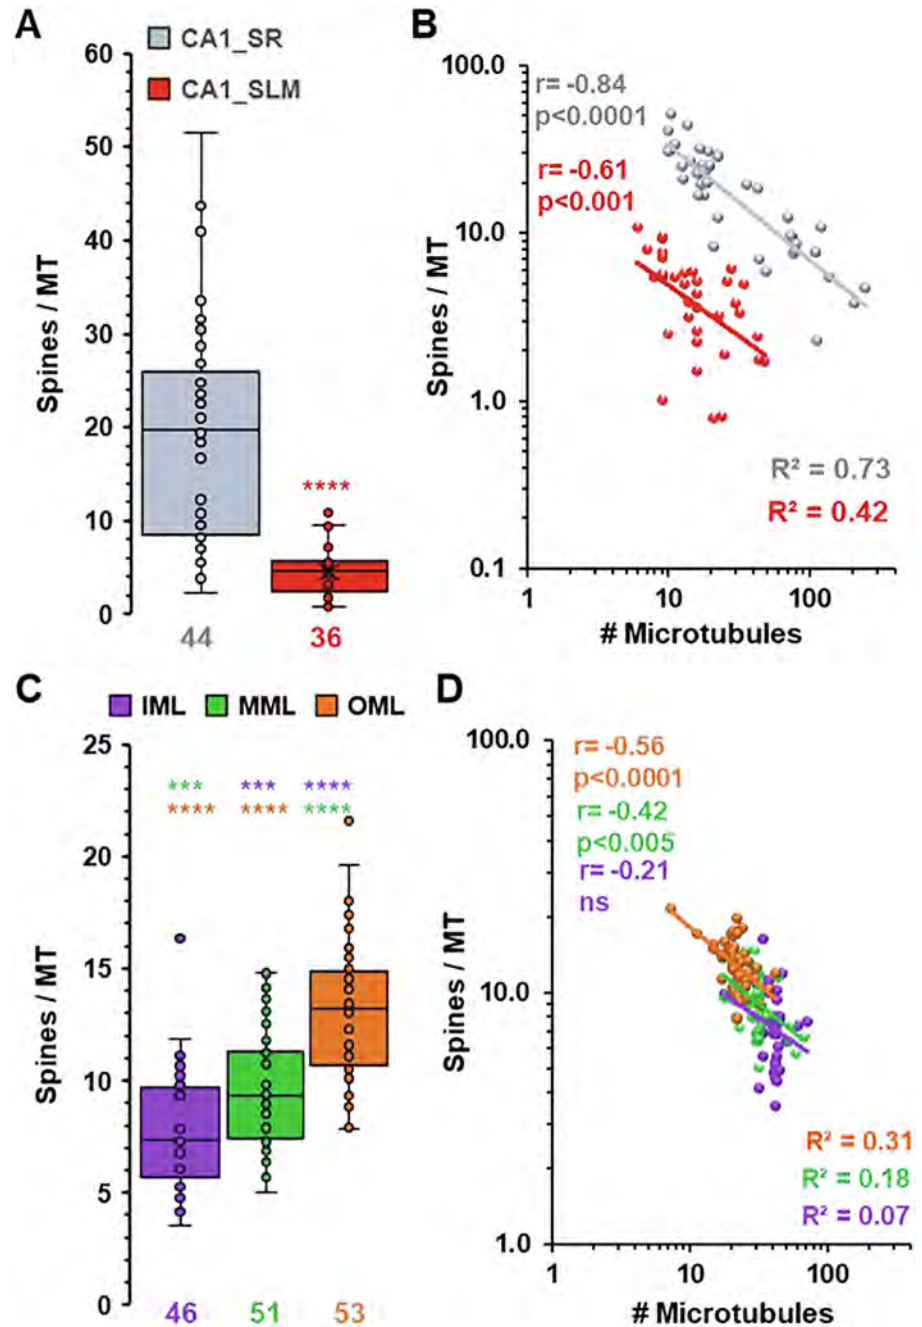 A
CA1_SR
CA1_SLM
60
50
40
30
20
10
0
Spines / MT
****
44
36
B
100.0
10.0
1.0
0.1
Spines / MT
r= -0.84
p<0.0001
r= -0.61
p<0.001
R² = 0.73
R² = 0.42
1
10
100
# Microtubules
C
IML
MML
OML
25
20
15
10
5
0
Spines / MT
*** *** ****
**** **** ****
46
51
53
D
100.0
10.0
1.0
Spines / MT
r= -0.56
p<0.0001
r= -0.42
p<0.005
r= -0.21
ns
R² = 0.31
R² = 0.18
R² = 0.07
1
10
100
# Microtubules